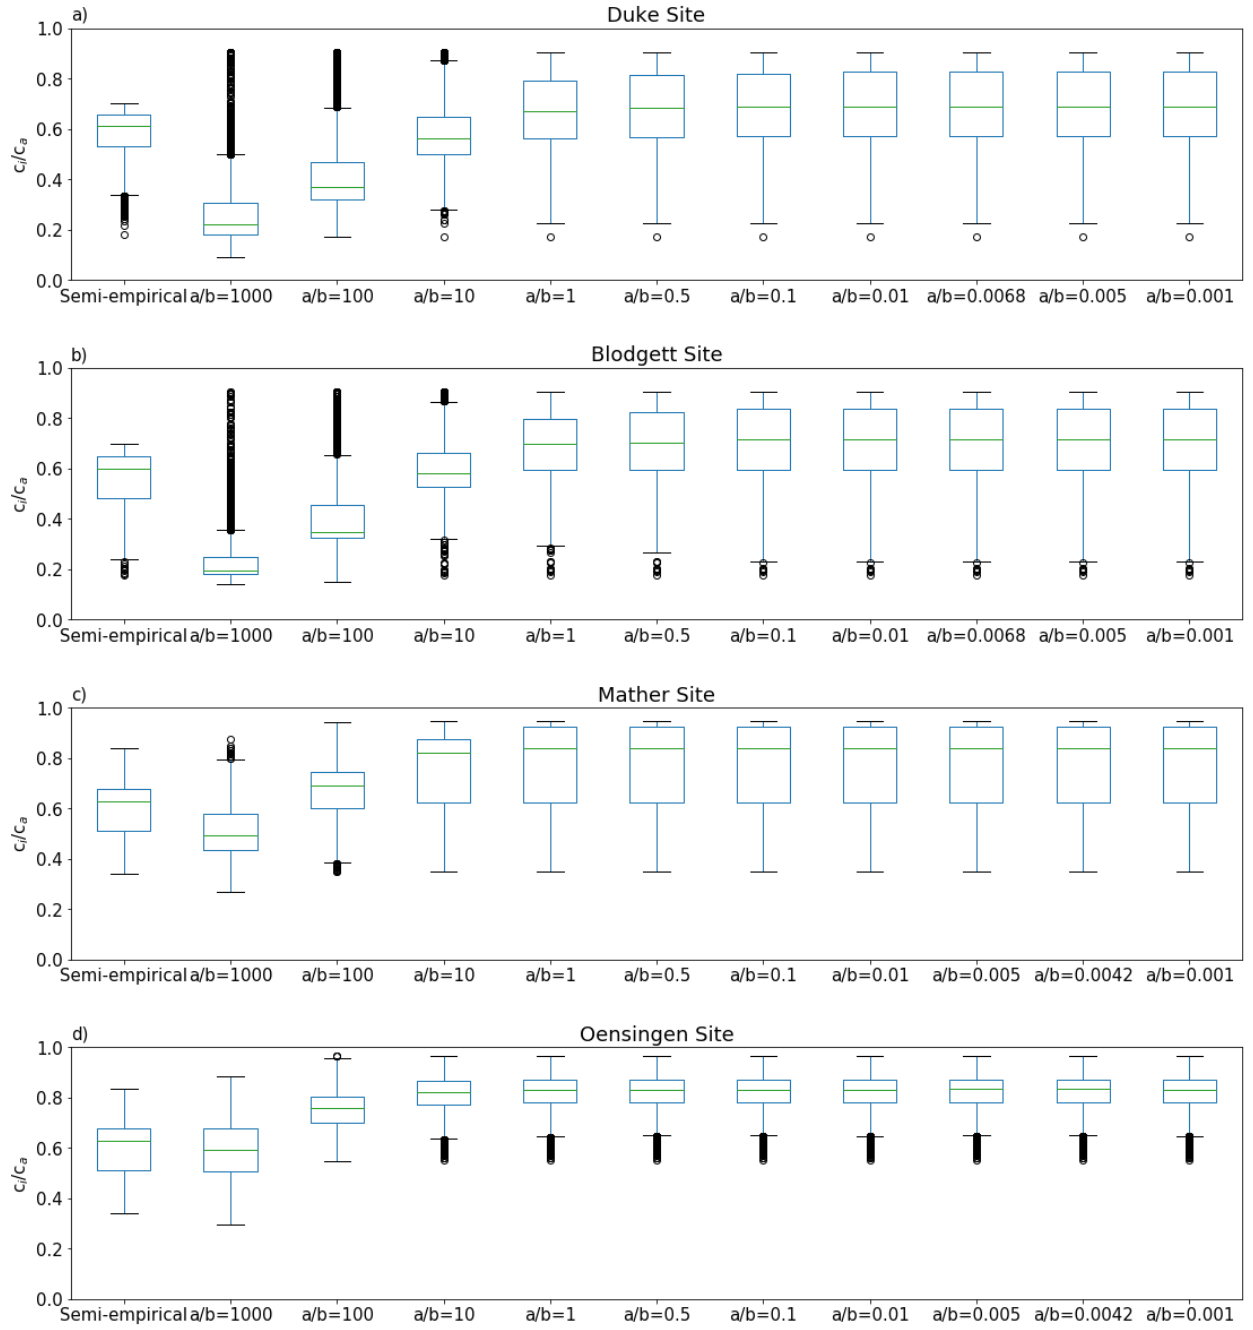 a) Duke Site
1.0
0.8
0.6
0.4
0.2
0.0
c_i/c_a
Semi-empirical a/b=1000 a/b=100 a/b=10 a/b=1 a/b=0.5 a/b=0.1 a/b=0.01 a/b=0.0068 a/b=0.005 a/b=0.001
b) Blodgett Site
1.0
0.8
0.6
0.4
0.2
0.0
c_i/c_a
Semi-empirical a/b=1000 a/b=100 a/b=10 a/b=1 a/b=0.5 a/b=0.1 a/b=0.01 a/b=0.0068 a/b=0.005 a/b=0.001
c) Mather Site
1.0
0.8
0.6
0.4
0.2
0.0
c_i/c_a
Semi-empirical a/b=1000 a/b=100 a/b=10 a/b=1 a/b=0.5 a/b=0.1 a/b=0.01 a/b=0.005 a/b=0.0042 a/b=0.001
d) Oensingen Site
1.0
0.8
0.6
0.4
0.2
0.0
c_i/c_a
Semi-empirical a/b=1000 a/b=100 a/b=10 a/b=1 a/b=0.5 a/b=0.1 a/b=0.01 a/b=0.005 a/b=0.0042 a/b=0.001